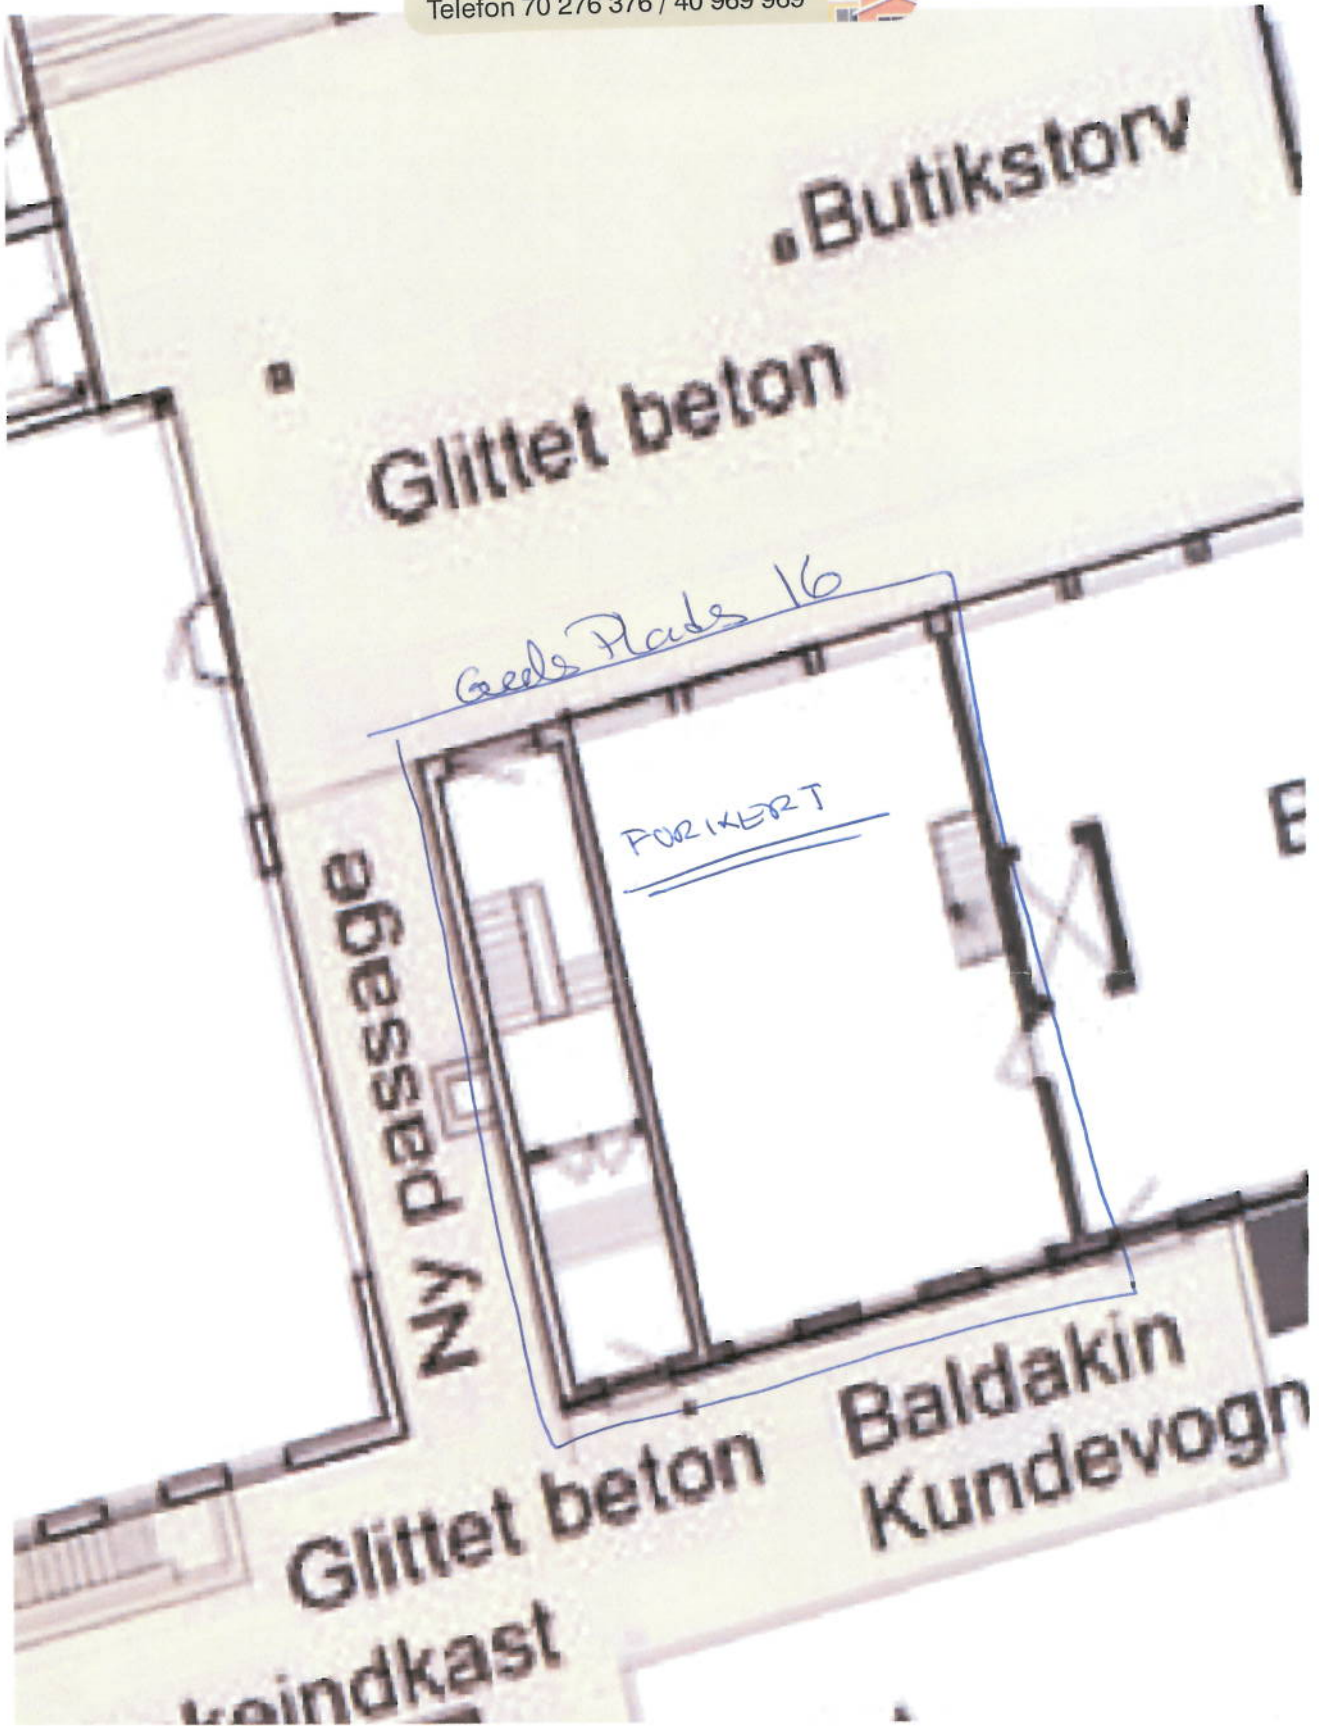 Telefon 70 276 376 / 40 969 969
Butikstorv
Glittet beton
Geels Plads 16
FORIKERT
Ny passage
Baldakin
Kundevogn
Glittet beton
keindkast